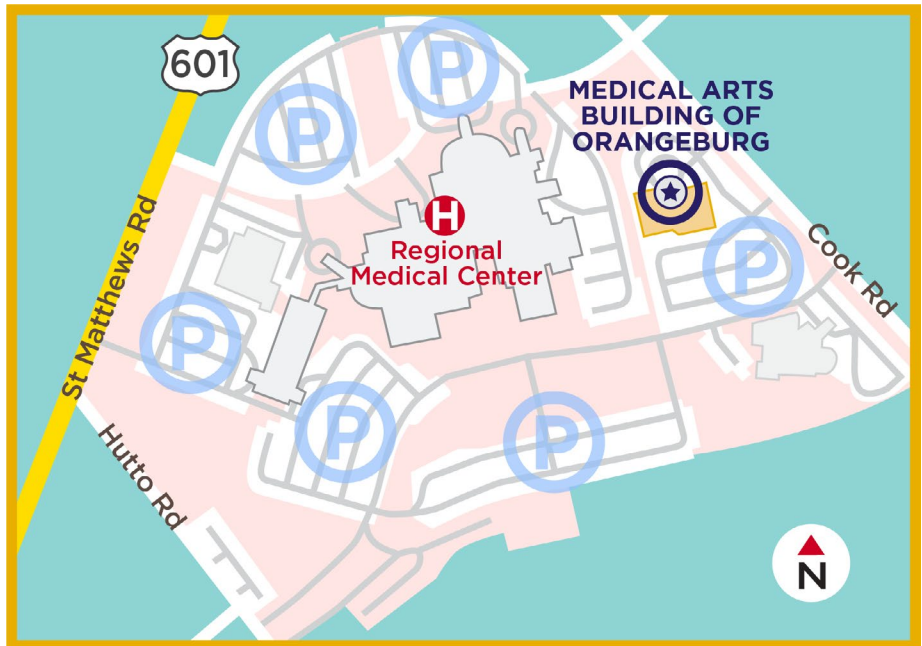 601
P
P
MEDICAL ARTS
BUILDING OF
ORANGEBURG
H
Regional
Medical Center
St Matthews Rd
Cook Rd
P
P
P
P
Hutto Rd
N